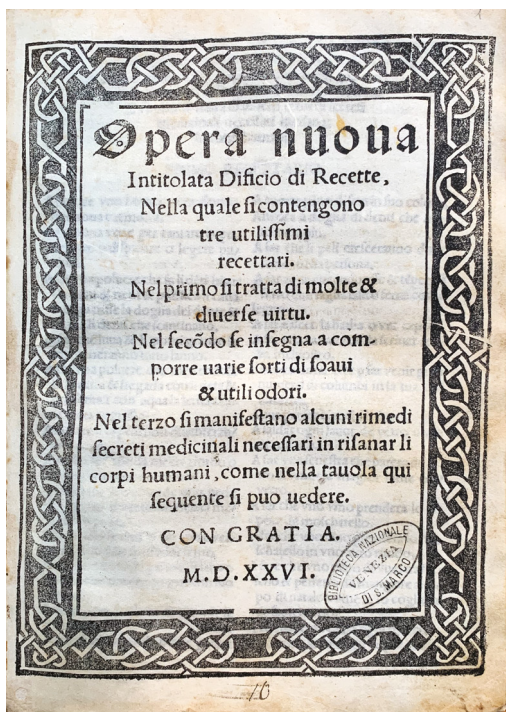 Opera nuoua
Intitolata Dificio di Recette,
Nella quale si contengono
tre utilissimi
recettari.
Nel primo si tratta di molte &
diuerse uirtu.
Nel secōdo se insegna a com-
porre uarie sorti di soaui
& utili odori.
Nel terzo si manifestano alcuni rimedi
secreti medicinali necessari in risanar li
corpi humani, come nella tauola qui
sequente si puo uedere.
CON GRATIA.
M.D.XXVI.
BIBLIOTECA NAZIONALE
VENEZIA
DI S. MARCO
16